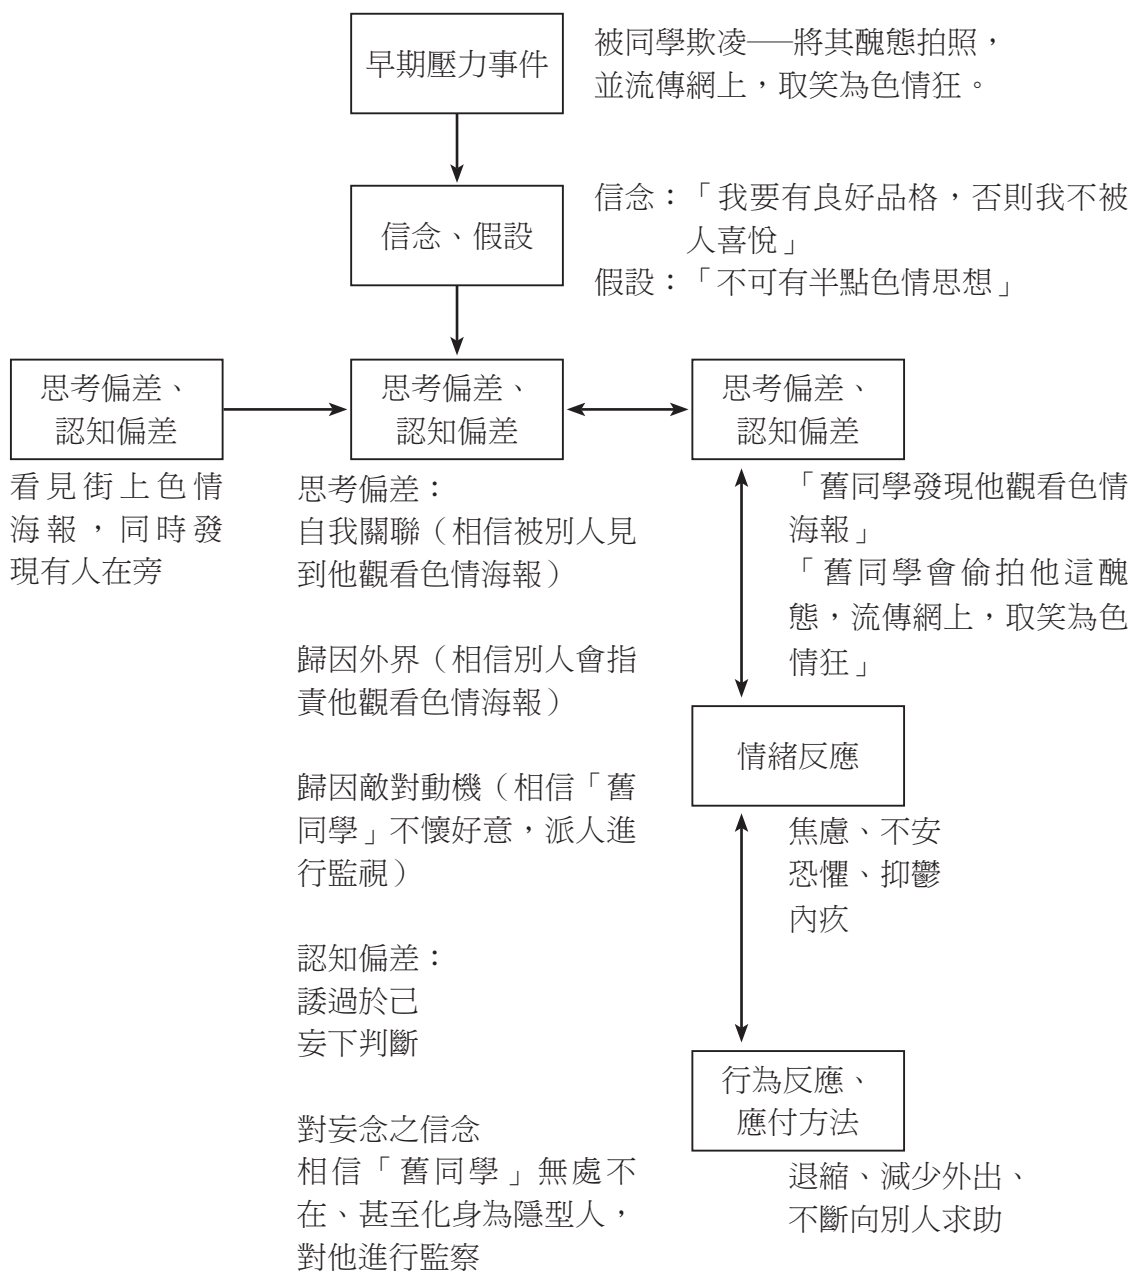 早期壓力事件
被同學欺凌──將其醜態拍照，
並流傳網上，取笑為色情狂。
信念、假設
信念：「我要有良好品格，否則我不被
人喜悅」
假設：「不可有半點色情思想」
思考偏差、
認知偏差
看見街上色情
海報，同時發
現有人在旁
思考偏差、
認知偏差
思考偏差：
自我關聯（相信被別人見
到他觀看色情海報）
歸因外界（相信別人會指
責他觀看色情海報）
歸因敵對動機（相信「舊
同學」不懷好意，派人進
行監視）
認知偏差：
諉過於己
妄下判斷
對妄念之信念
相信「舊同學」無處不
在、甚至化身為隱型人，
對他進行監察
思考偏差、
認知偏差
「舊同學發現他觀看色情
海報」
「舊同學會偷拍他這醜
態，流傳網上，取笑為色
情狂」
情緒反應
焦慮、不安
恐懼、抑鬱
內疚
行為反應、
應付方法
退縮、減少外出、
不斷向別人求助